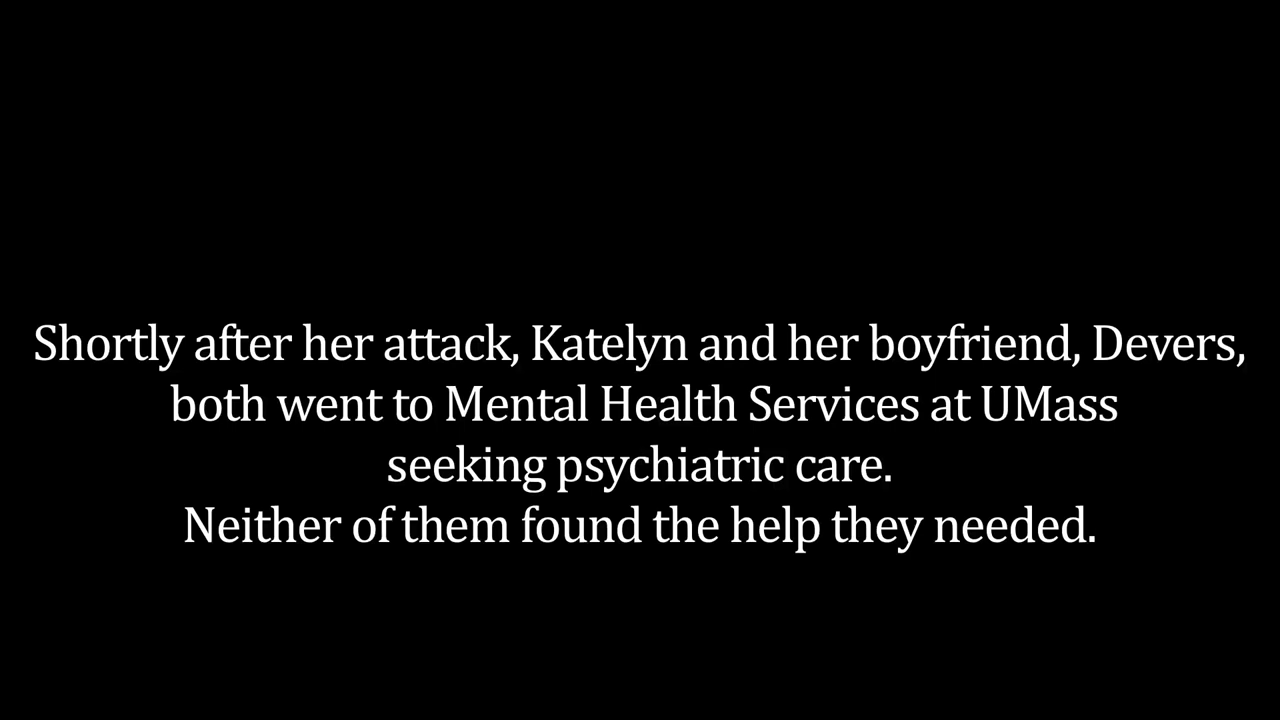 Shortly after her attack, Katelyn and her boyfriend, Devers,
both went to Mental Health Services at UMass
seeking psychiatric care.
Neither of them found the help they needed.